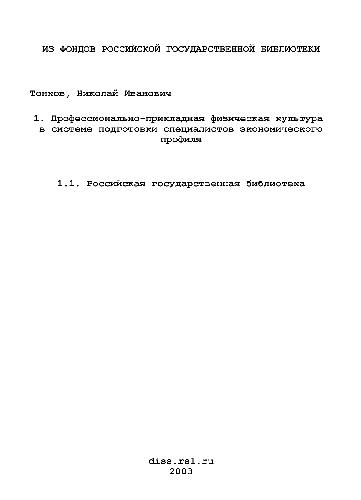 ИЗ ФОНДОВ РОССИЙСКОЙ ГОСУДАРСТВЕННОЙ БИБЛИОТЕКИ
Тонков, Николай Иванович
1. Профессионально-прикладная физическая культура
в системе подготовки специалистов экономического
профиля
1.1. Российская государственная библиотека
diss.rsl.ru
2003